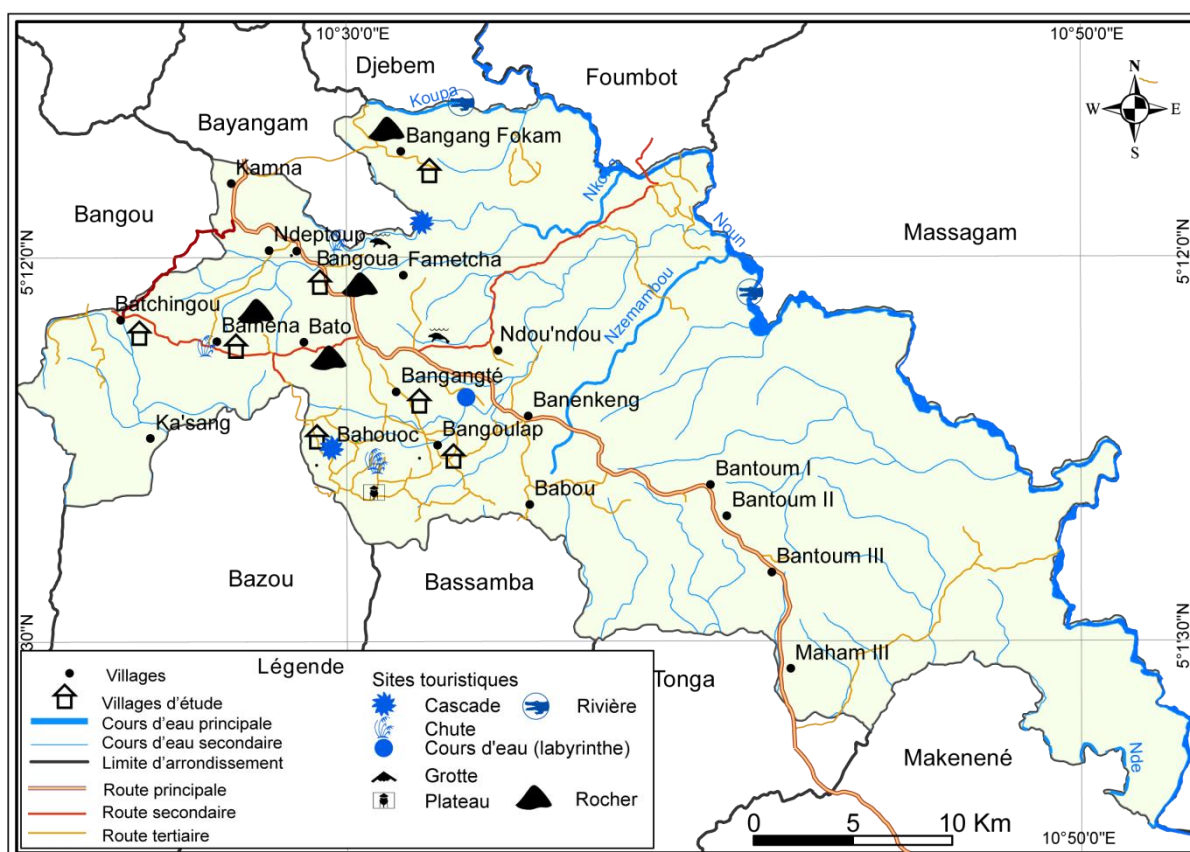 10°30'0"E
10°50'0"E
Djebem
Foumbot
N
W
E
S
Koupa
Bayangam
Bangang Fokam
Kamna
Bangou
Noun
Massagam
5°12'0"N
5°12'0"N
Ndeptoup
Bangoua
Fametcha
Nzemambou
Batchingou
Bamena
Bato
Ndou'ndou
Bangangté
Banenkeng
Ka'sang
Bahouoc
Bangoulap
Bantoum I
Babou
Bantoum II
Bantoum III
Bazou
Bassamba
5°1'30"N
Maham III
Tonga
Makenené
Nde
Légende
Villages
Villages d'étude
Cours d'eau principale
Cours d'eau secondaire
Limite d'arrondissement
Route principale
Route secondaire
Route tertiaire
Sites touristiques
Cascade
Rivière
Chute
Cours d'eau (labyrinthe)
Grotte
Plateau
Rocher
0 5 10 Km
10°50'0"E